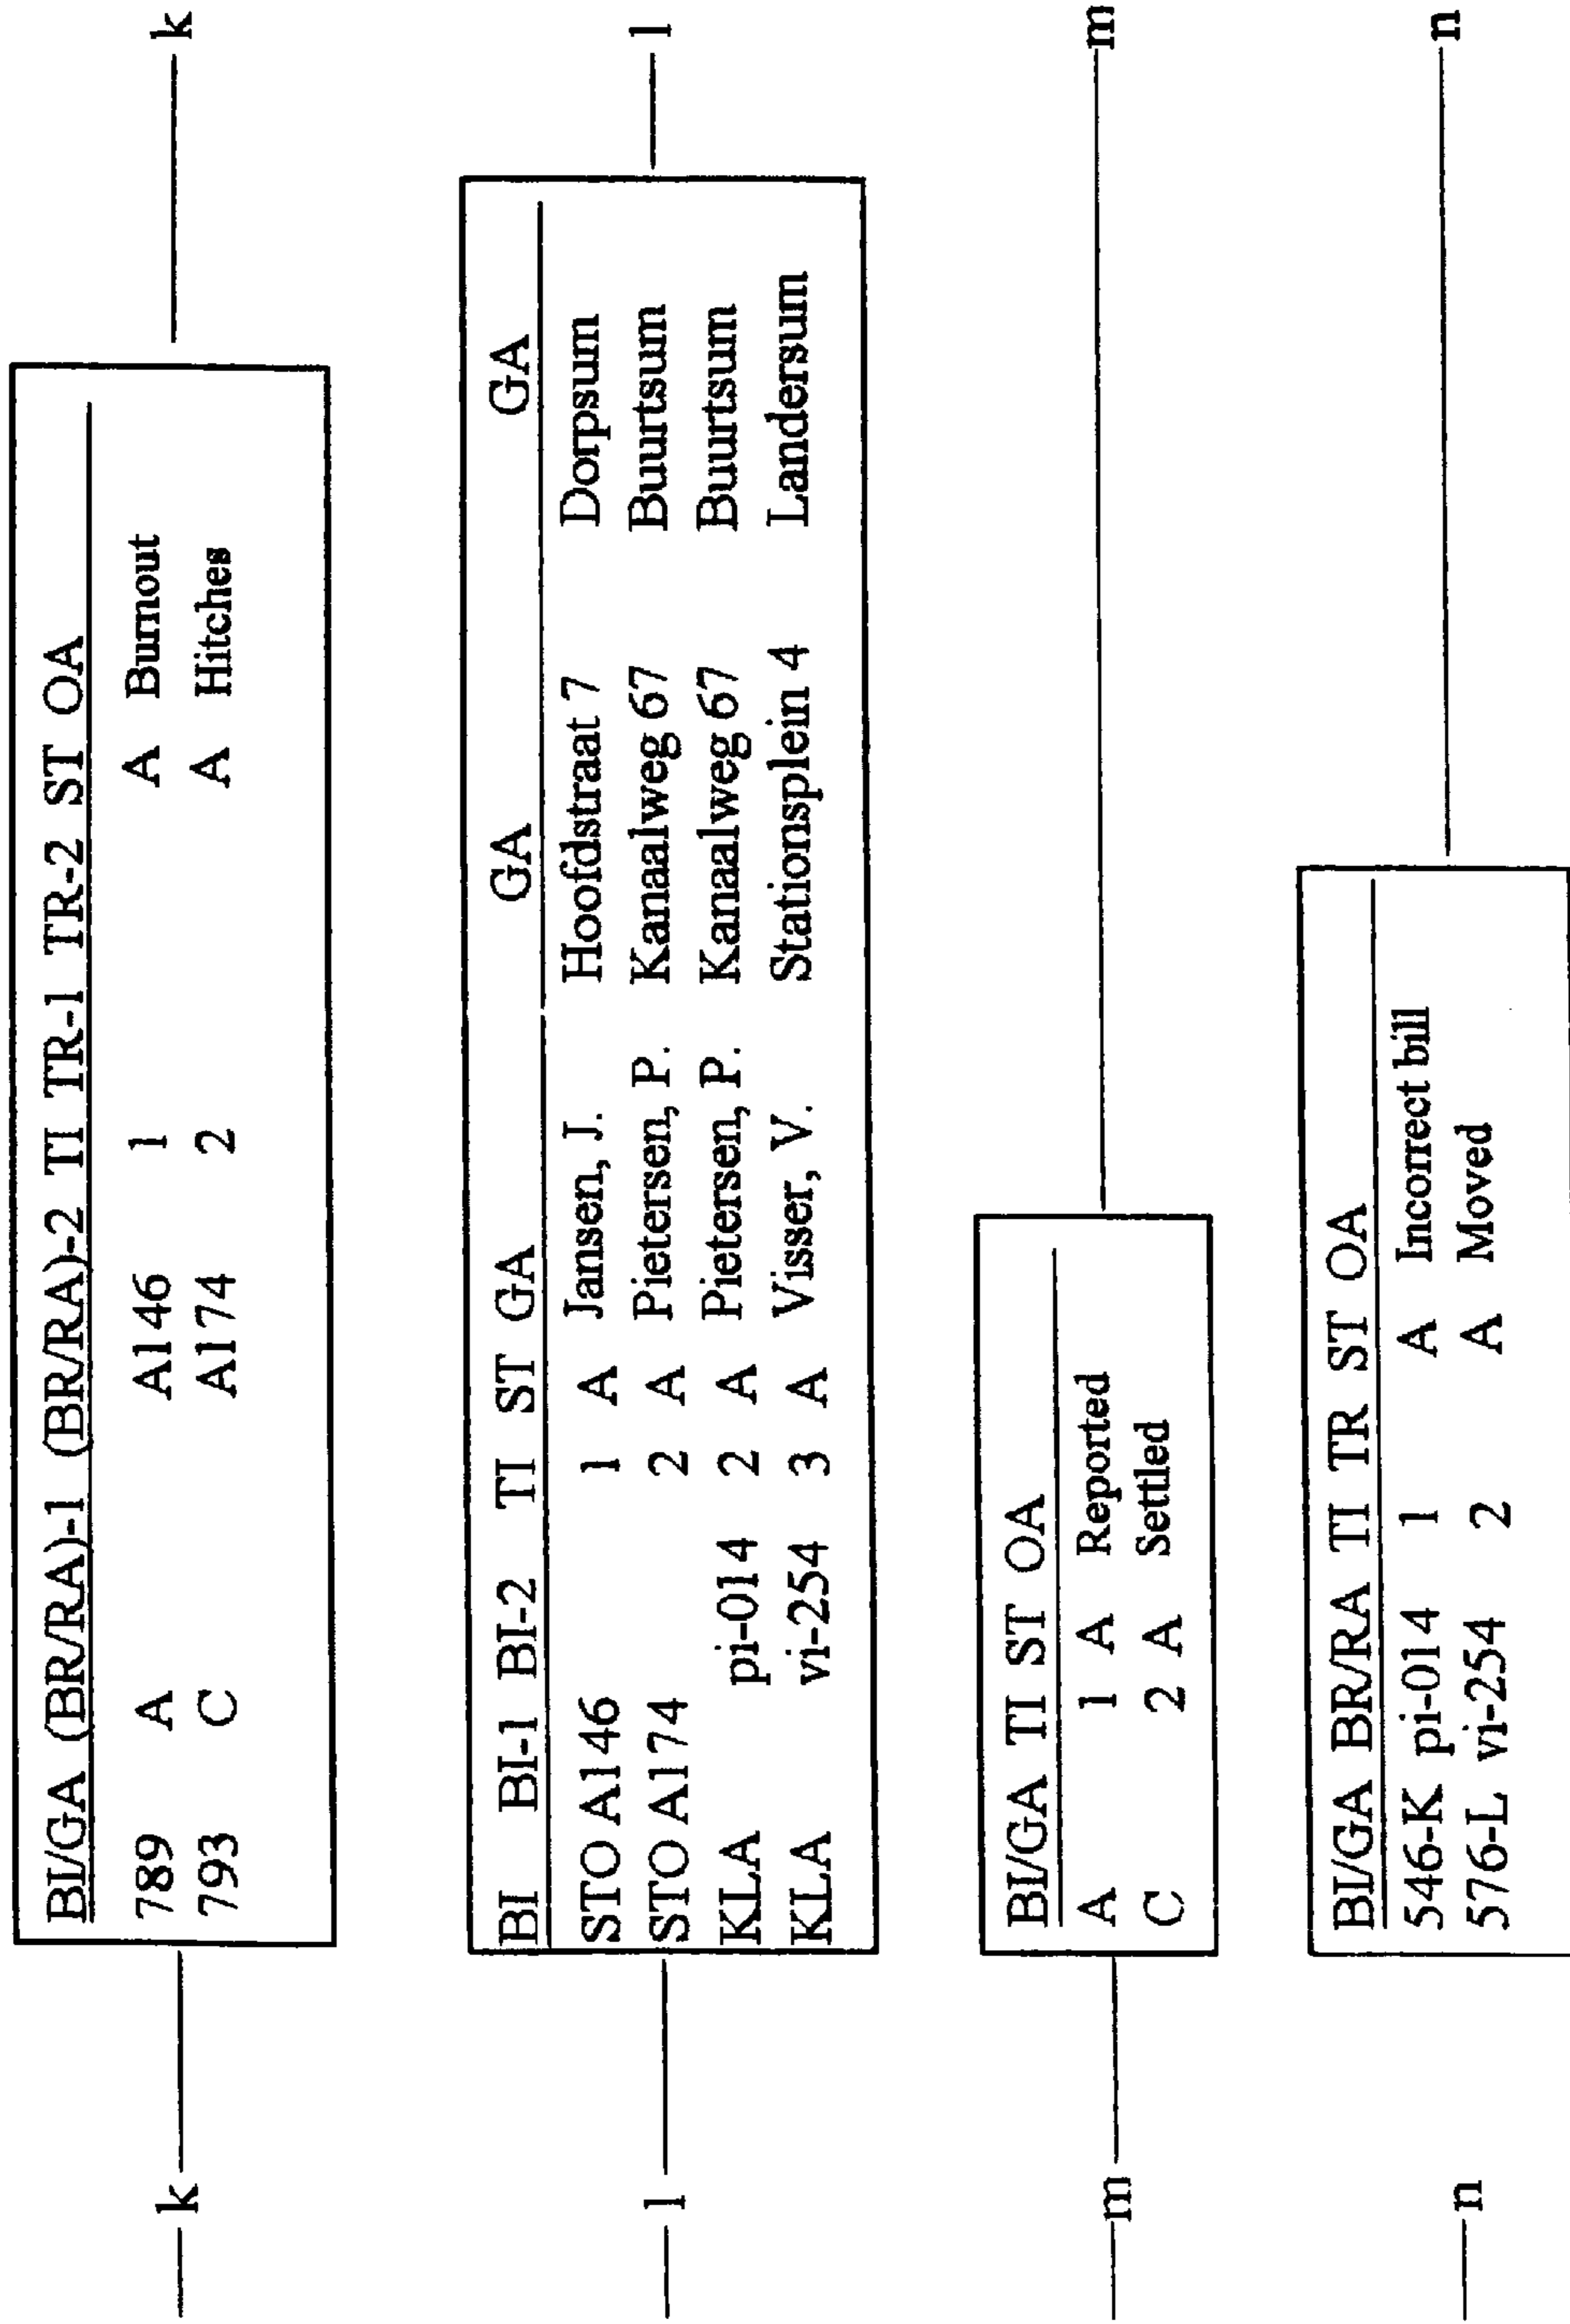 k k
BI/GA (BR/RA)-1 (BR/RA)-2 TI TR-1 TR-2 ST OA
789 A A146 1 A Burnout
793 C A174 2 A Hitches
l l
BI BI-1 BI-2 TI ST GA GA GA
STO A146 1 A Jansen, J. Hoofdstraat 7 Dorpsum
STO A174 2 A Pietersen, P. Kanaalweg 67 Buurtsum
KLA pi-014 2 A Pietersen, P. Kanaalweg 67 Buurtsum
KLA vi-254 3 A Visser, V. Stationsplein 4 Landersum
m m
BI/GA TI ST OA
A 1 A Reported
C 2 A Settled
n n
BI/GA BR/RA TI TR ST OA
546-K pi-014 1 A Incorrect bill
576-L vi-254 2 A Moved